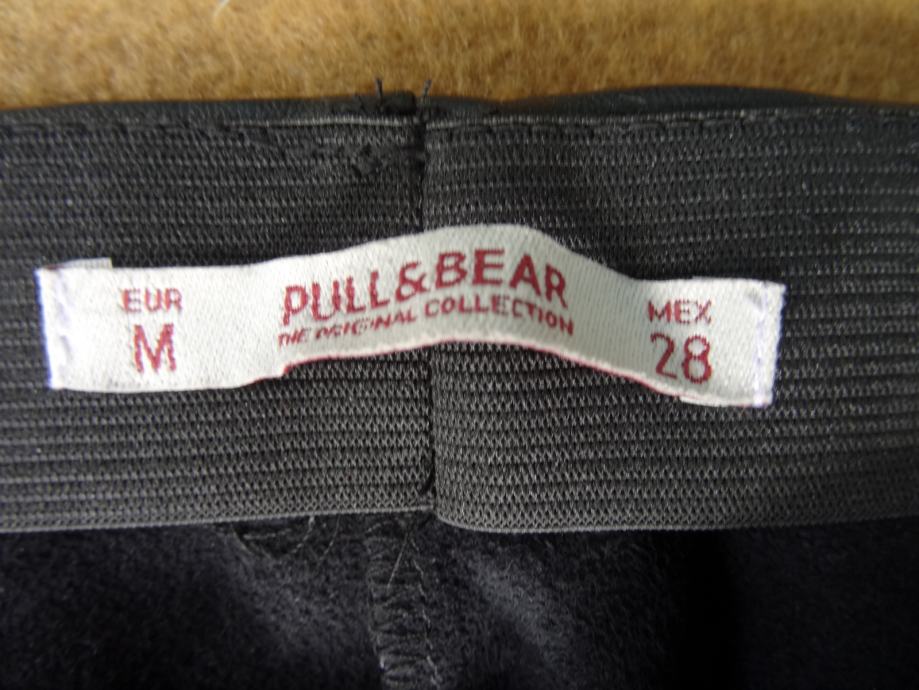 EUR
M
PULL&BEAR
THE ORIGINAL COLLECTION
MEX
28